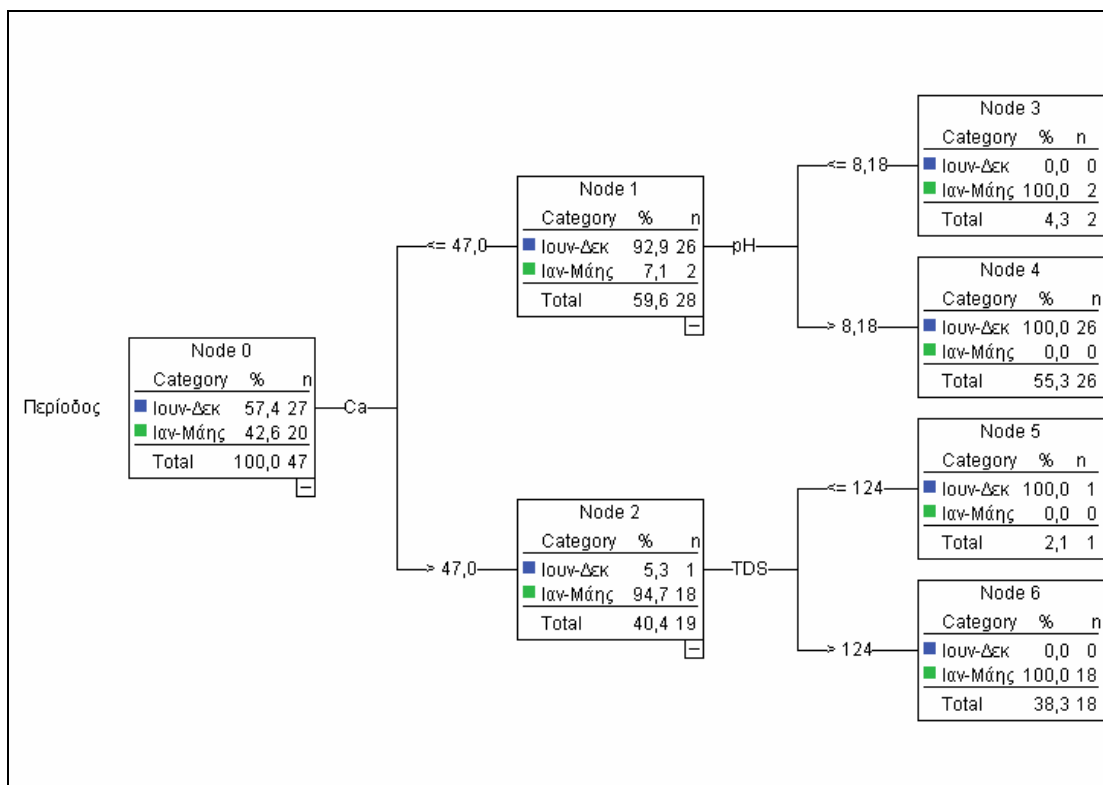 Περίοδος
Node 0
Category % n
Ιουν-Δεκ 57,4 27
Ιαν-Μάης 42,6 20
Total 100,0 47
Ca
<= 47,0
Node 1
Category % n
Ιουν-Δεκ 92,9 26
Ιαν-Μάης 7,1 2
Total 59,6 28
pH
<= 8,18
Node 3
Category % n
Ιουν-Δεκ 0,0 0
Ιαν-Μάης 100,0 2
Total 4,3 2
> 8,18
Node 4
Category % n
Ιουν-Δεκ 100,0 26
Ιαν-Μάης 0,0 0
Total 55,3 26
> 47,0
Node 2
Category % n
Ιουν-Δεκ 5,3 1
Ιαν-Μάης 94,7 18
Total 40,4 19
TDS
<= 124
Node 5
Category % n
Ιουν-Δεκ 100,0 1
Ιαν-Μάης 0,0 0
Total 2,1 1
> 124
Node 6
Category % n
Ιουν-Δεκ 0,0 0
Ιαν-Μάης 100,0 18
Total 38,3 18